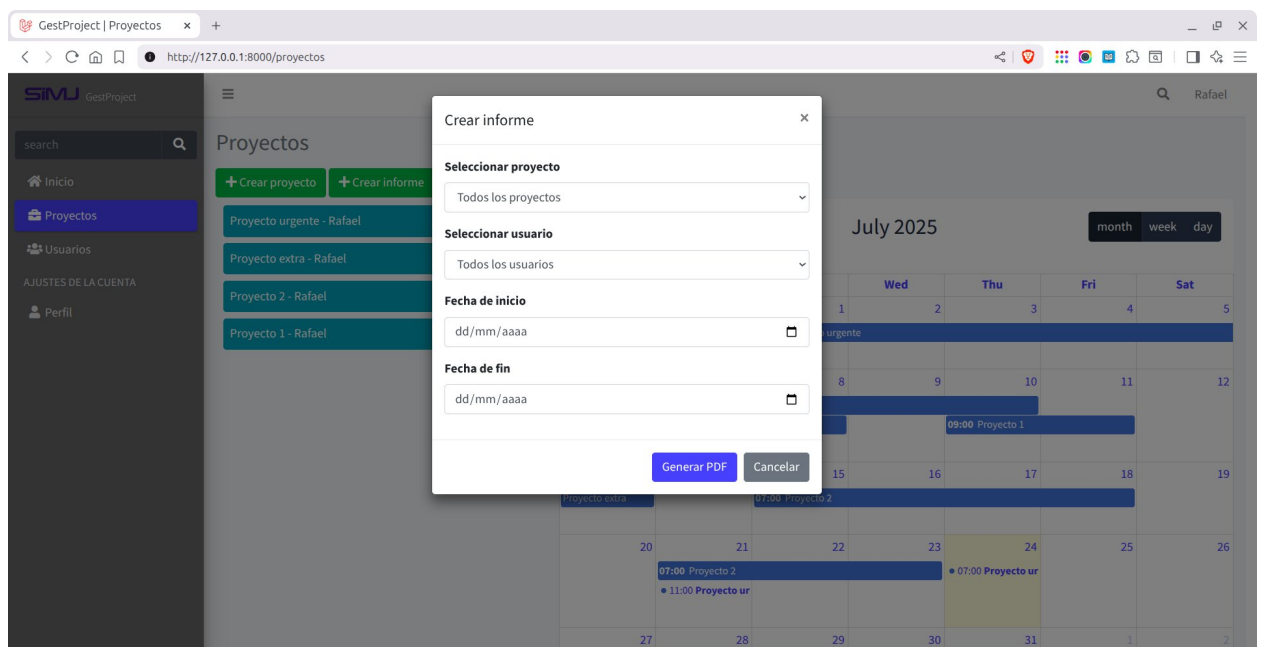 GestProject | Proyectos
http://127.0.0.1:8000/proyectos
SiMU GestProject
Rafael
search
Inicio
Proyectos
Usuarios
AJUSTES DE LA CUENTA
Perfil
Proyectos
Crear proyecto
Crear informe
Proyecto urgente - Rafael
Proyecto extra - Rafael
Proyecto 2 - Rafael
Proyecto 1 - Rafael
Crear informe
Seleccionar proyecto
Todos los proyectos
Seleccionar usuario
Todos los usuarios
Fecha de inicio
dd/mm/aaaa
Fecha de fin
dd/mm/aaaa
Generar PDF Cancelar
July 2025
month week day
Wed Thu Fri Sat
1 2 3 4 5
urgente
8 9 10 11 12
09:00 Proyecto 1
15 16 17 18 19
Proyecto extra 07:00 Proyecto 2
20 21 22 23 24 25 26
07:00 Proyecto 2 07:00 Proyecto ur
11:00 Proyecto ur
27 28 29 30 31 1 2